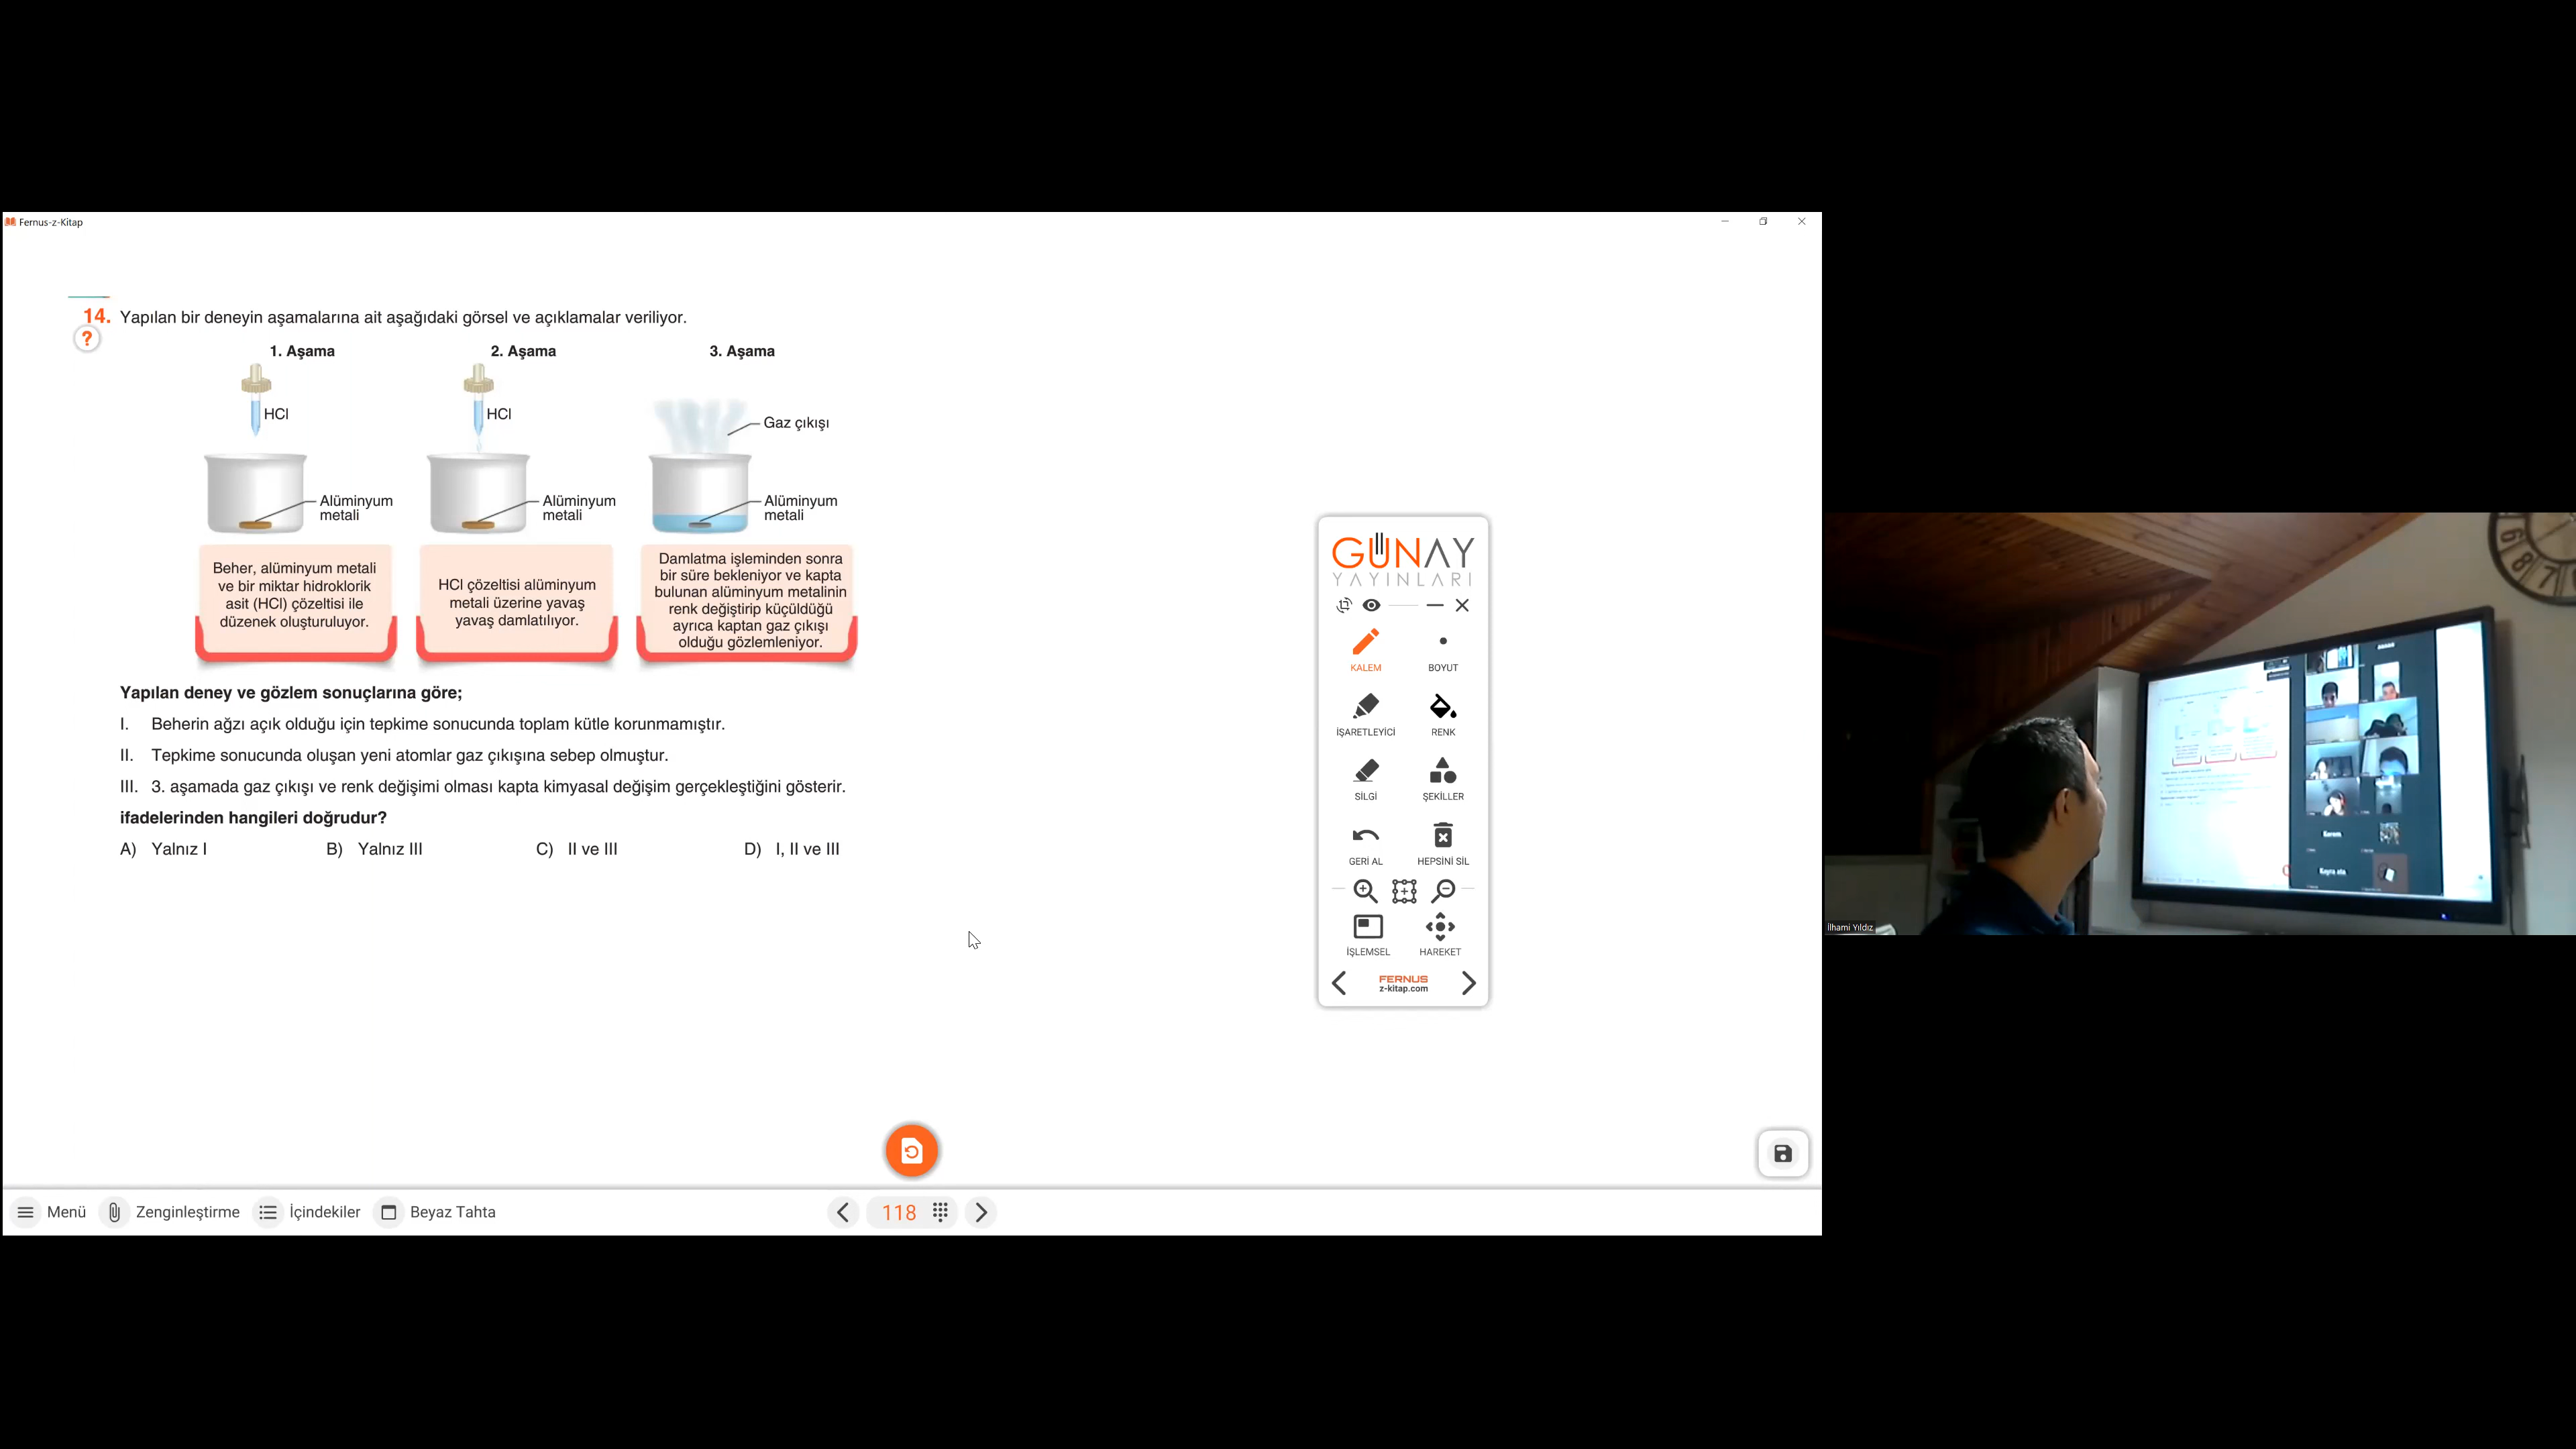 Fernus-z-Kitap
14. Yapılan bir deneyin aşamalarına ait aşağıdaki görsel ve açıklamalar veriliyor.
?
1. Aşama
2. Aşama
3. Aşama
HCl
HCl
Gaz çıkışı
Alüminyum
metali
Alüminyum
metali
Alüminyum
metali
Beher, alüminyum metali
ve bir miktar hidroklorik
asit (HCl) çözeltisi ile
düzenek oluşturuluyor.
HCl çözeltisi alüminyum
metali üzerine yavaş
yavaş damlatılıyor.
Damlatma işleminden sonra
bir süre bekleniyor ve kapta
bulunan alüminyum metalinin
renk değiştirip küçüldüğü
ayrıca kaptan gaz çıkışı
olduğu gözlemleniyor.
Yapılan deney ve gözlem sonuçlarına göre;
I. Beherin ağzı açık olduğu için tepkime sonucunda toplam kütle korunmamıştır.
II. Tepkime sonucunda oluşan yeni atomlar gaz çıkışına sebep olmuştur.
III. 3. aşamada gaz çıkışı ve renk değişimi olması kapta kimyasal değişim gerçekleştiğini gösterir.
ifadelerinden hangileri doğrudur?
A) Yalnız I B) Yalnız III C) II ve III D) I, II ve III
GÜNAY
YAYINLARI
KALEM BOYUT
İŞARETLEYİCİ RENK
SİLGİ ŞEKİLLER
GERİ AL HEPSİNİ SİL
İŞLEMSEL HAREKET
FERNUS
z-kitap.com
Menü Zenginleştirme İçindekiler Beyaz Tahta 118
İlhami Yıldız
Kerem
Kayra ata